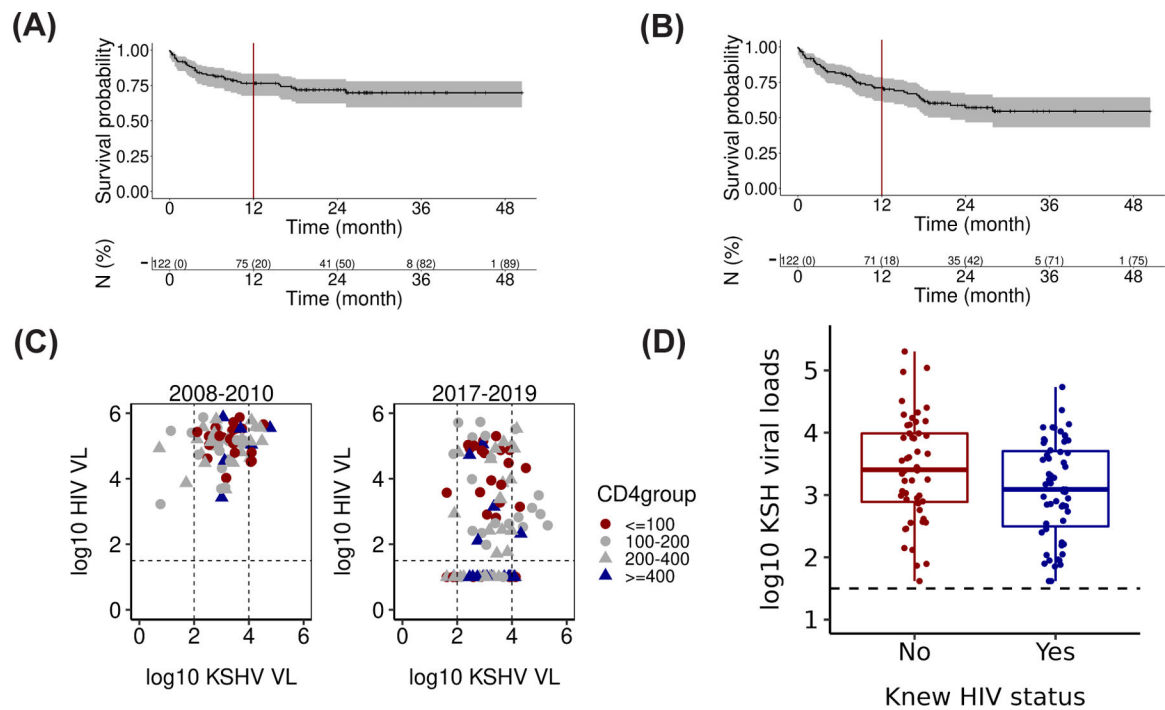 (A)
Survival probability
1.00
0.75
0.50
0.25
0.00
0 12 24 36 48
Time (month)
N (%)
122 (0) 75 (20) 41 (50) 8 (82) 1 (89)
0 12 24 36 48
Time (month)
(B)
Survival probability
1.00
0.75
0.50
0.25
0.00
0 12 24 36 48
Time (month)
N (%)
122 (0) 71 (18) 35 (42) 5 (71) 1 (75)
0 12 24 36 48
Time (month)
(C)
2008-2010 2017-2019
log10 HIV VL
6
4
2
0
0 2 4 6
log10 KSHV VL
log10 HIV VL
6
4
2
0
0 2 4 6
log10 KSHV VL
CD4group
<=100
100-200
200-400
>=400
(D)
log10 KSH viral loads
5
4
3
2
1
No Yes
Knew HIV status